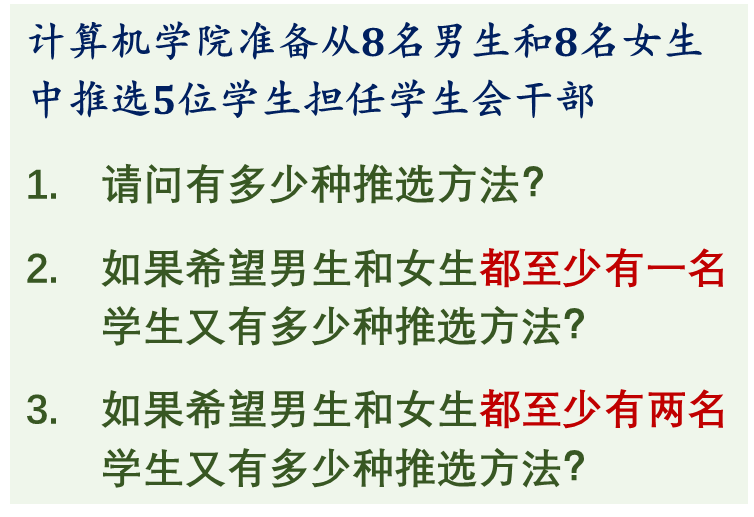 计算机学院准备从8名男生和8名女生
中推选5位学生担任学生会干部
1. 请问有多少种推选方法?
2. 如果希望男生和女生都至少有一名
学生又有多少种推选方法?
3. 如果希望男生和女生都至少有两名
学生又有多少种推选方法?